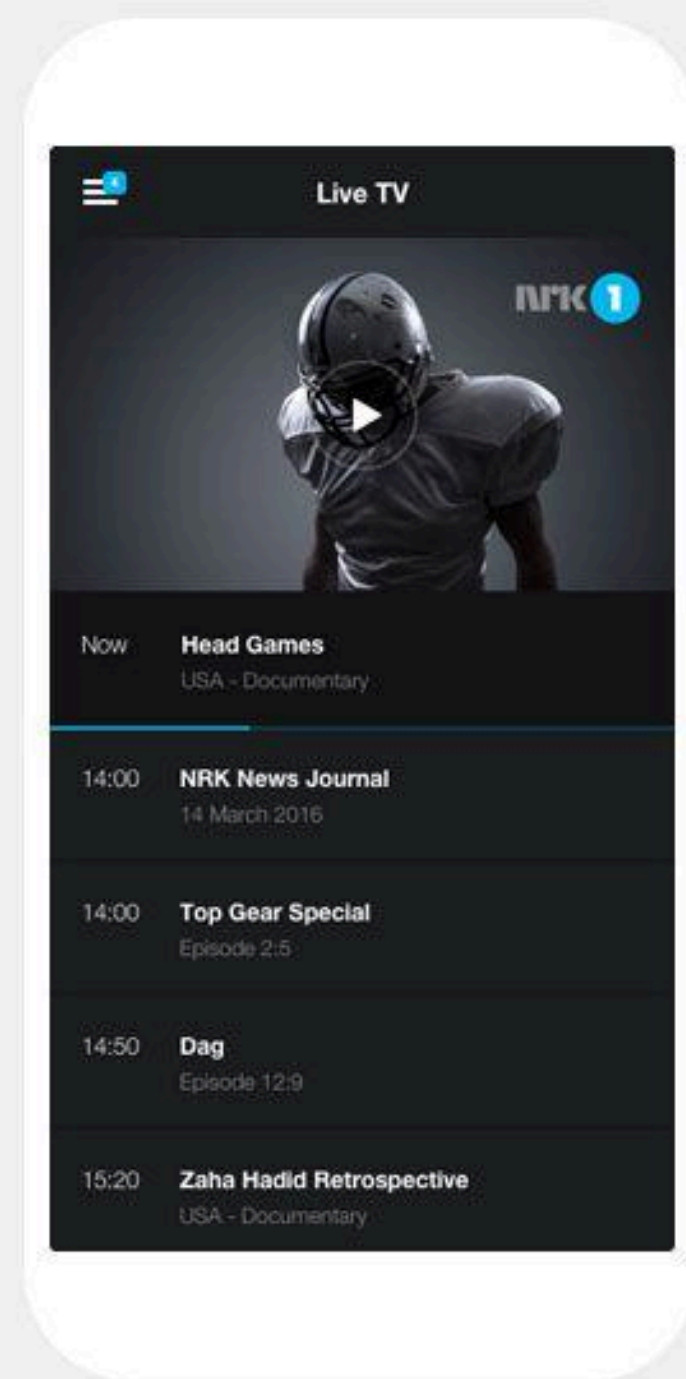 Live TV
NRK 1
Now
Head Games
USA - Documentary
14:00
NRK News Journal
14 March 2016
14:00
Top Gear Special
Episode 2:5
14:50
Dag
Episode 12:9
15:20
Zaha Hadid Retrospective
USA - Documentary